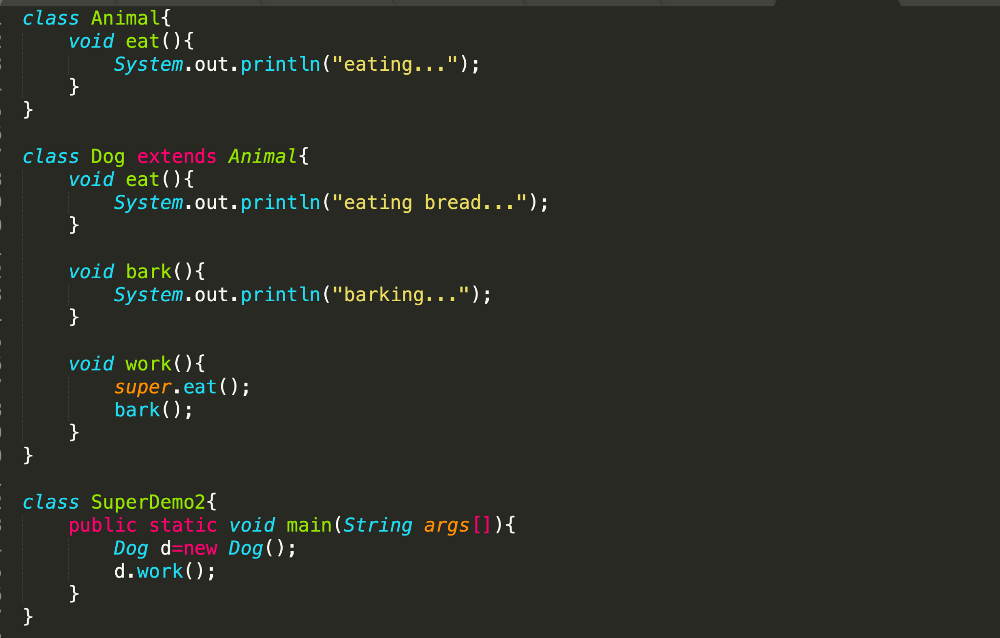 class Animal{
    void eat(){
        System.out.println("eating...");
    }
}

class Dog extends Animal{
    void eat(){
        System.out.println("eating bread...");
    }

    void bark(){
        System.out.println("barking...");
    }

    void work(){
        super.eat();
        bark();
    }
}

class SuperDemo2{
    public static void main(String args[]){
        Dog d=new Dog();
        d.work();
    }
}